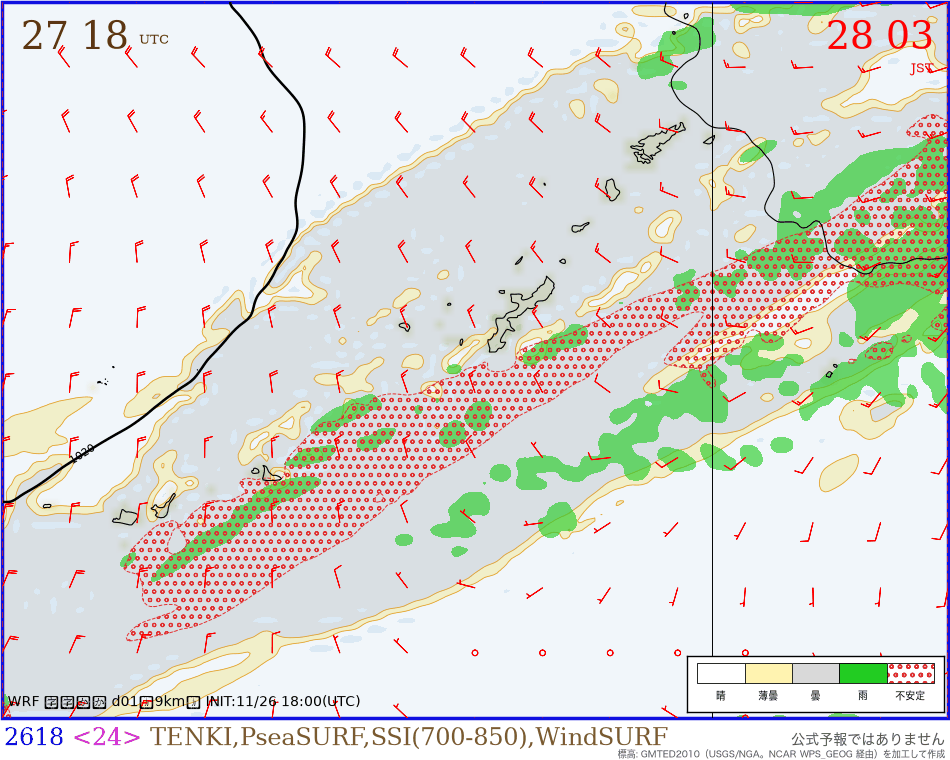 27 18 UTC
28 03
JST
1020
WRF d01 9km INIT:11/26 18:00(UTC)
晴 薄曇 曇 雨 不安定
2618 <24> TENKI,PseaSURF,SSI(700-850),WindSURF
公式予報ではありません
標高: GMTED2010（USGS/NGA。NCAR WPS_GEOG 経由）を加工して作成